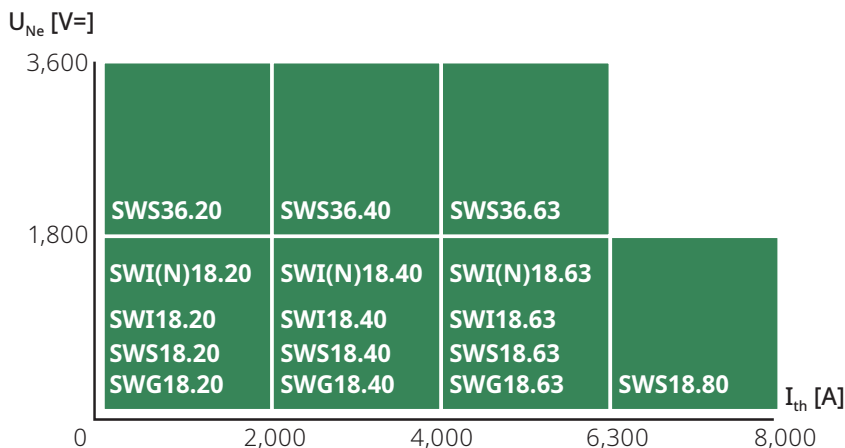 U_Ne [V=]
3,600
SWS36.20 SWS36.40 SWS36.63
1,800
SWI(N)18.20 SWI(N)18.40 SWI(N)18.63
SWI18.20 SWI18.40 SWI18.63
SWS18.20 SWS18.40 SWS18.63
SWG18.20 SWG18.40 SWG18.63 SWS18.80
I_th [A]
0 2,000 4,000 6,300 8,000